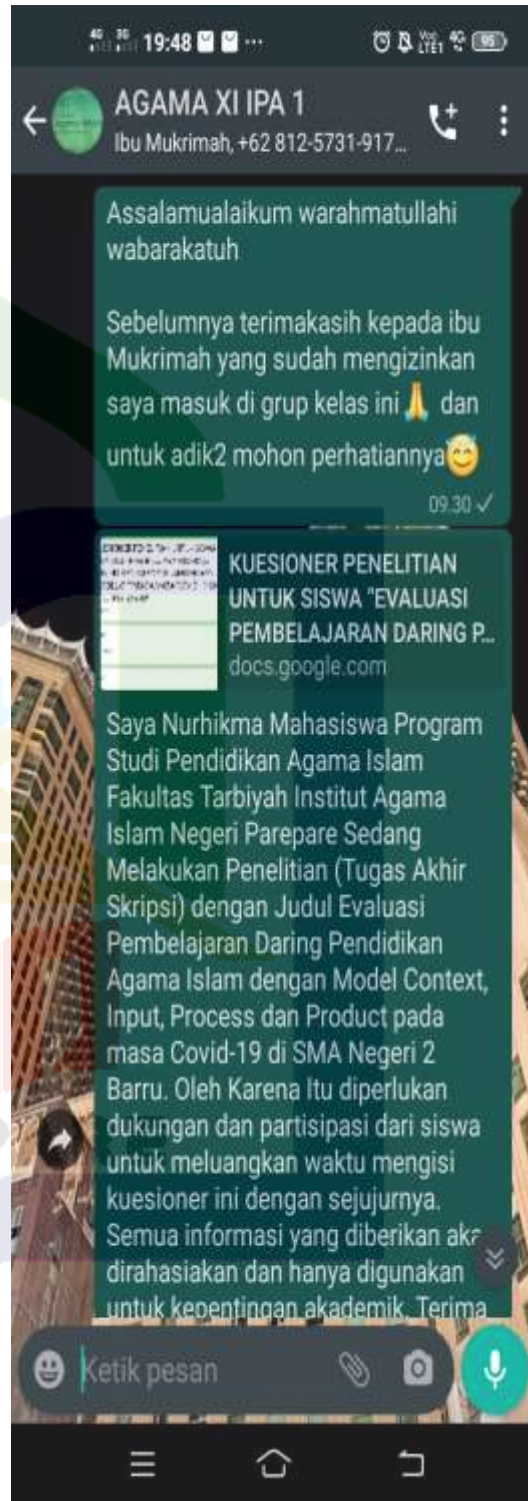 4G 3G 19:48
LTE1 4G 95
AGAMA XI IPA 1
Ibu Mukrimah, +62 812-5731-917...
Assalamualaikum warahmatullahi
wabarakatuh
Sebelumnya terimakasih kepada ibu
Mukrimah yang sudah mengizinkan
saya masuk di grup kelas ini🙏 dan
untuk adik2 mohon perhatiannya😇
09.30 ✓
KUESIONER PENELITIAN
UNTUK SISWA "EVALUASI
PEMBELAJARAN DARING P...
docs.google.com
Saya Nurhikma Mahasiswa Program
Studi Pendidikan Agama Islam
Fakultas Tarbiyah Institut Agama
Islam Negeri Parepare Sedang
Melakukan Penelitian (Tugas Akhir
Skripsi) dengan Judul Evaluasi
Pembelajaran Daring Pendidikan
Agama Islam dengan Model Context,
Input, Process dan Product pada
masa Covid-19 di SMA Negeri 2
Barru. Oleh Karena Itu diperlukan
dukungan dan partisipasi dari siswa
untuk meluangkan waktu mengisi
kuesioner ini dengan sejujurnya.
Semua informasi yang diberikan aka
dirahasiakan dan hanya digunakan
untuk kepentingan akademik. Terima
Ketik pesan